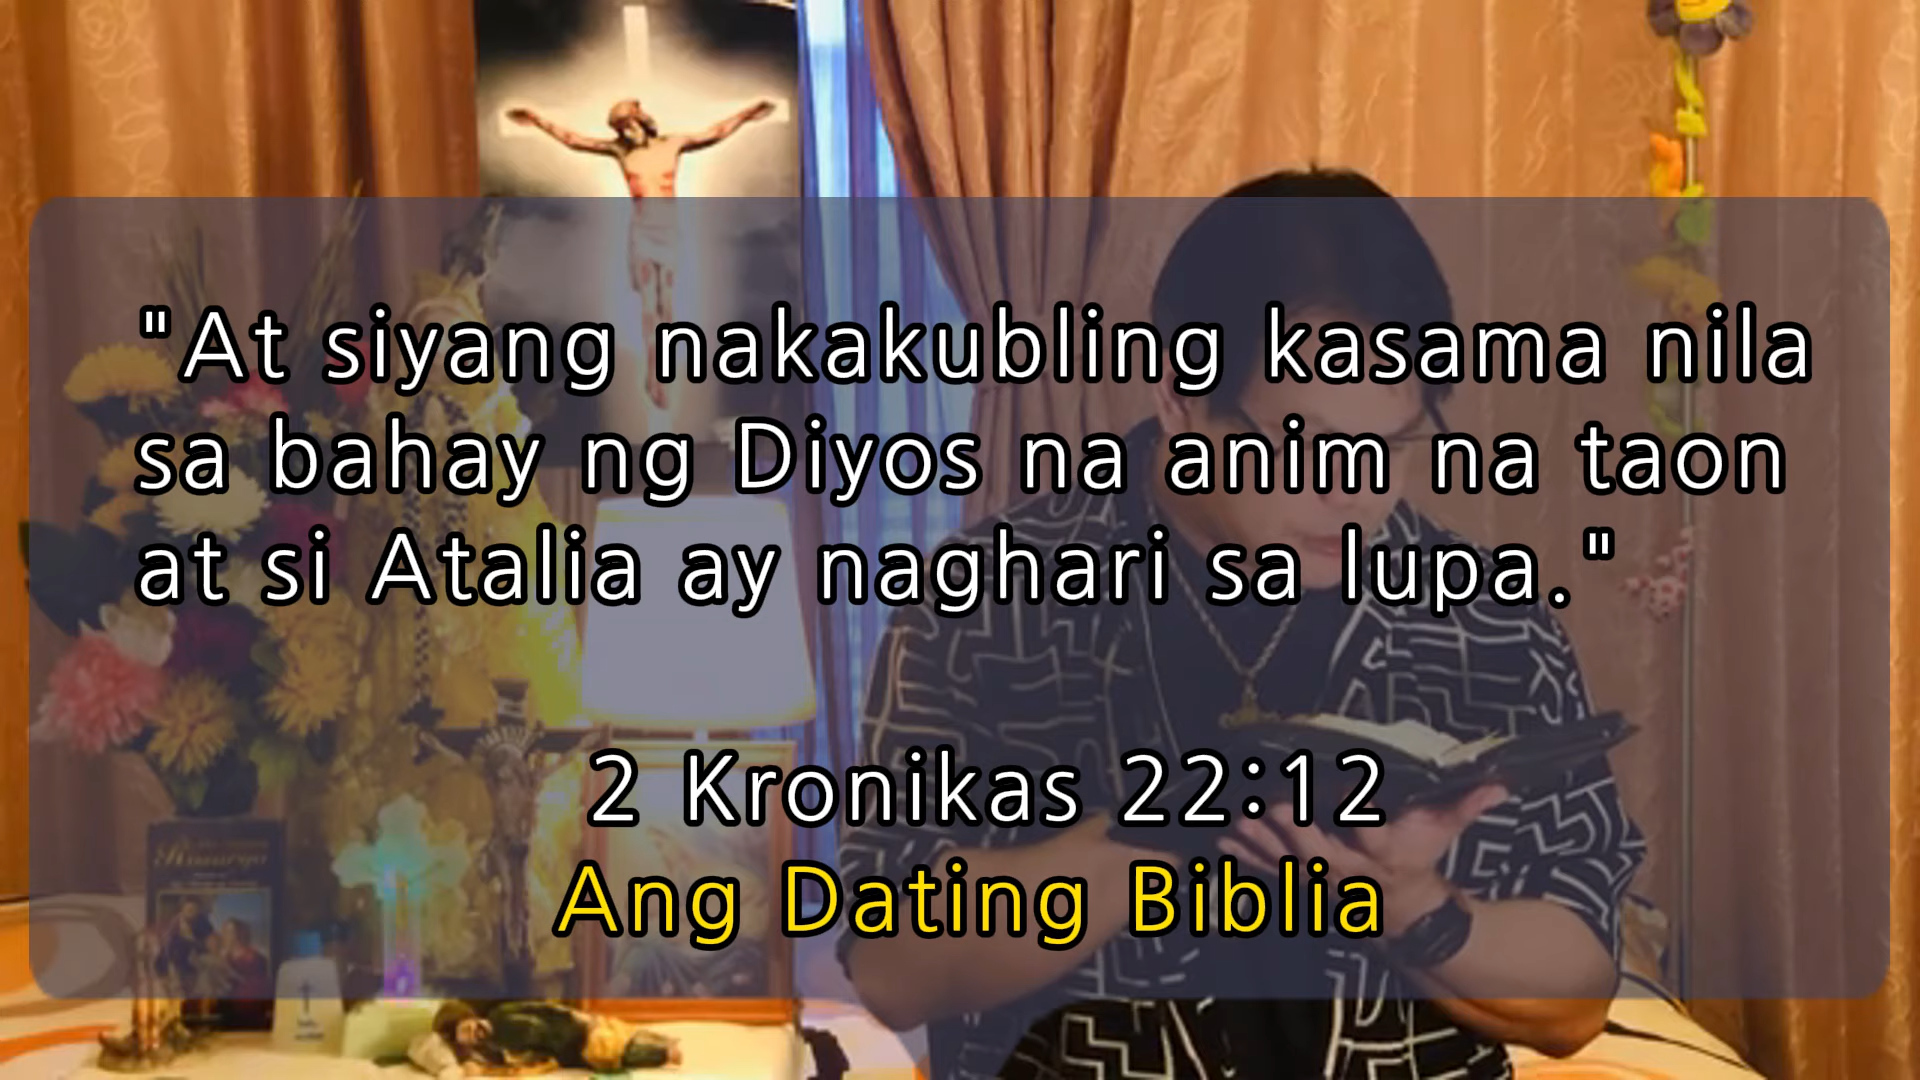 "At siyang nakakubling kasama nila
sa bahay ng Diyos na anim na taon
at si Atalia ay naghari sa lupa."
2 Kronikas 22:12
Ang Dating Biblia